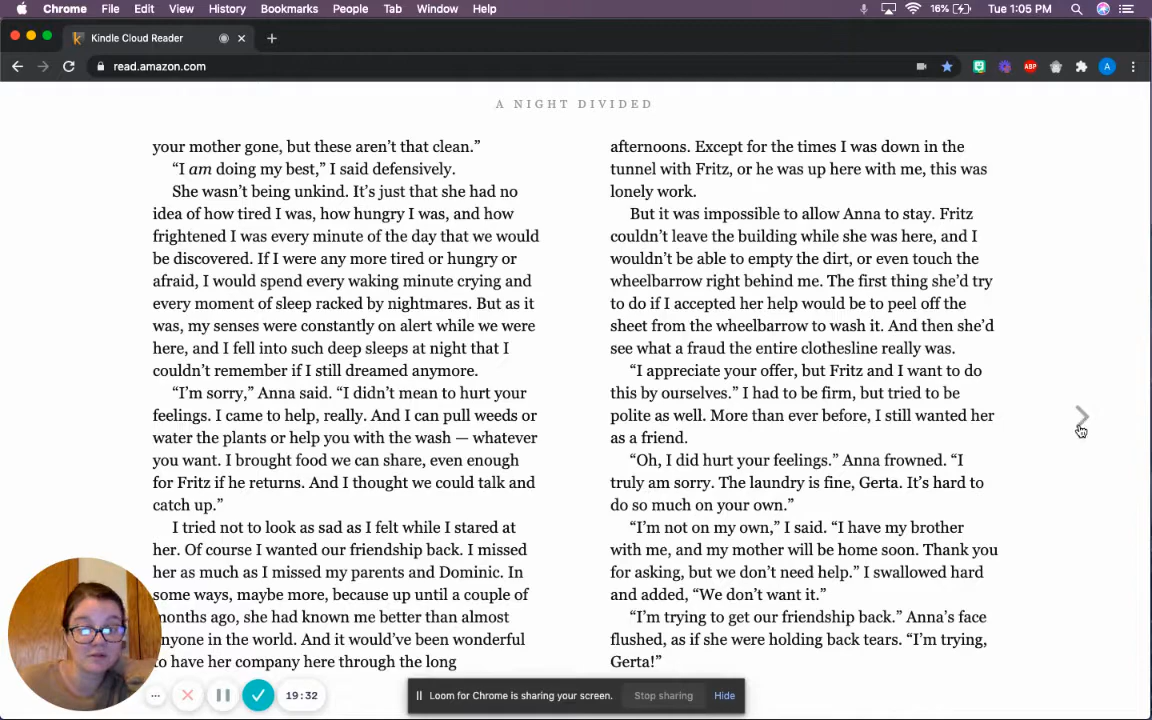 Chrome File Edit View History Bookmarks People Tab Window Help 16% Tue 1:05 PM
Kindle Cloud Reader
read.amazon.com ABP A
A NIGHT DIVIDED
your mother gone, but these aren’t that clean.”
“I am doing my best,” I said defensively.
She wasn’t being unkind. It’s just that she had no
idea of how tired I was, how hungry I was, and how
frightened I was every minute of the day that we would
be discovered. If I were any more tired or hungry or
afraid, I would spend every waking minute crying and
every moment of sleep racked by nightmares. But as it
was, my senses were constantly on alert while we were
here, and I fell into such deep sleeps at night that I
couldn’t remember if I still dreamed anymore.
“I’m sorry,” Anna said. “I didn’t mean to hurt your
feelings. I came to help, really. And I can pull weeds or
water the plants or help you with the wash — whatever
you want. I brought food we can share, even enough
for Fritz if he returns. And I thought we could talk and
catch up.”
I tried not to look as sad as I felt while I stared at
her. Of course I wanted our friendship back. I missed
her as much as I missed my parents and Dominic. In
some ways, maybe more, because up until a couple of
months ago, she had known me better than almost
anyone in the world. And it would’ve been wonderful
to have her company here through the long
afternoons. Except for the times I was down in the
tunnel with Fritz, or he was up here with me, this was
lonely work.
But it was impossible to allow Anna to stay. Fritz
couldn’t leave the building while she was here, and I
wouldn’t be able to empty the dirt, or even touch the
wheelbarrow right behind me. The first thing she’d try
to do if I accepted her help would be to peel off the
sheet from the wheelbarrow to wash it. And then she’d
see what a fraud the entire clothesline really was.
“I appreciate your offer, but Fritz and I want to do
this by ourselves.” I had to be firm, but tried to be
polite as well. More than ever before, I still wanted her
as a friend.
“Oh, I did hurt your feelings.” Anna frowned. “I
truly am sorry. The laundry is fine, Gerta. It’s hard to
do so much on your own.”
“I’m not on my own,” I said. “I have my brother
with me, and my mother will be home soon. Thank you
for asking, but we don’t need help.” I swallowed hard
and added, “We don’t want it.”
“I’m trying to get our friendship back.” Anna’s face
flushed, as if she were holding back tears. “I’m trying,
Gerta!”
19:32
Loom for Chrome is sharing your screen. Stop sharing Hide